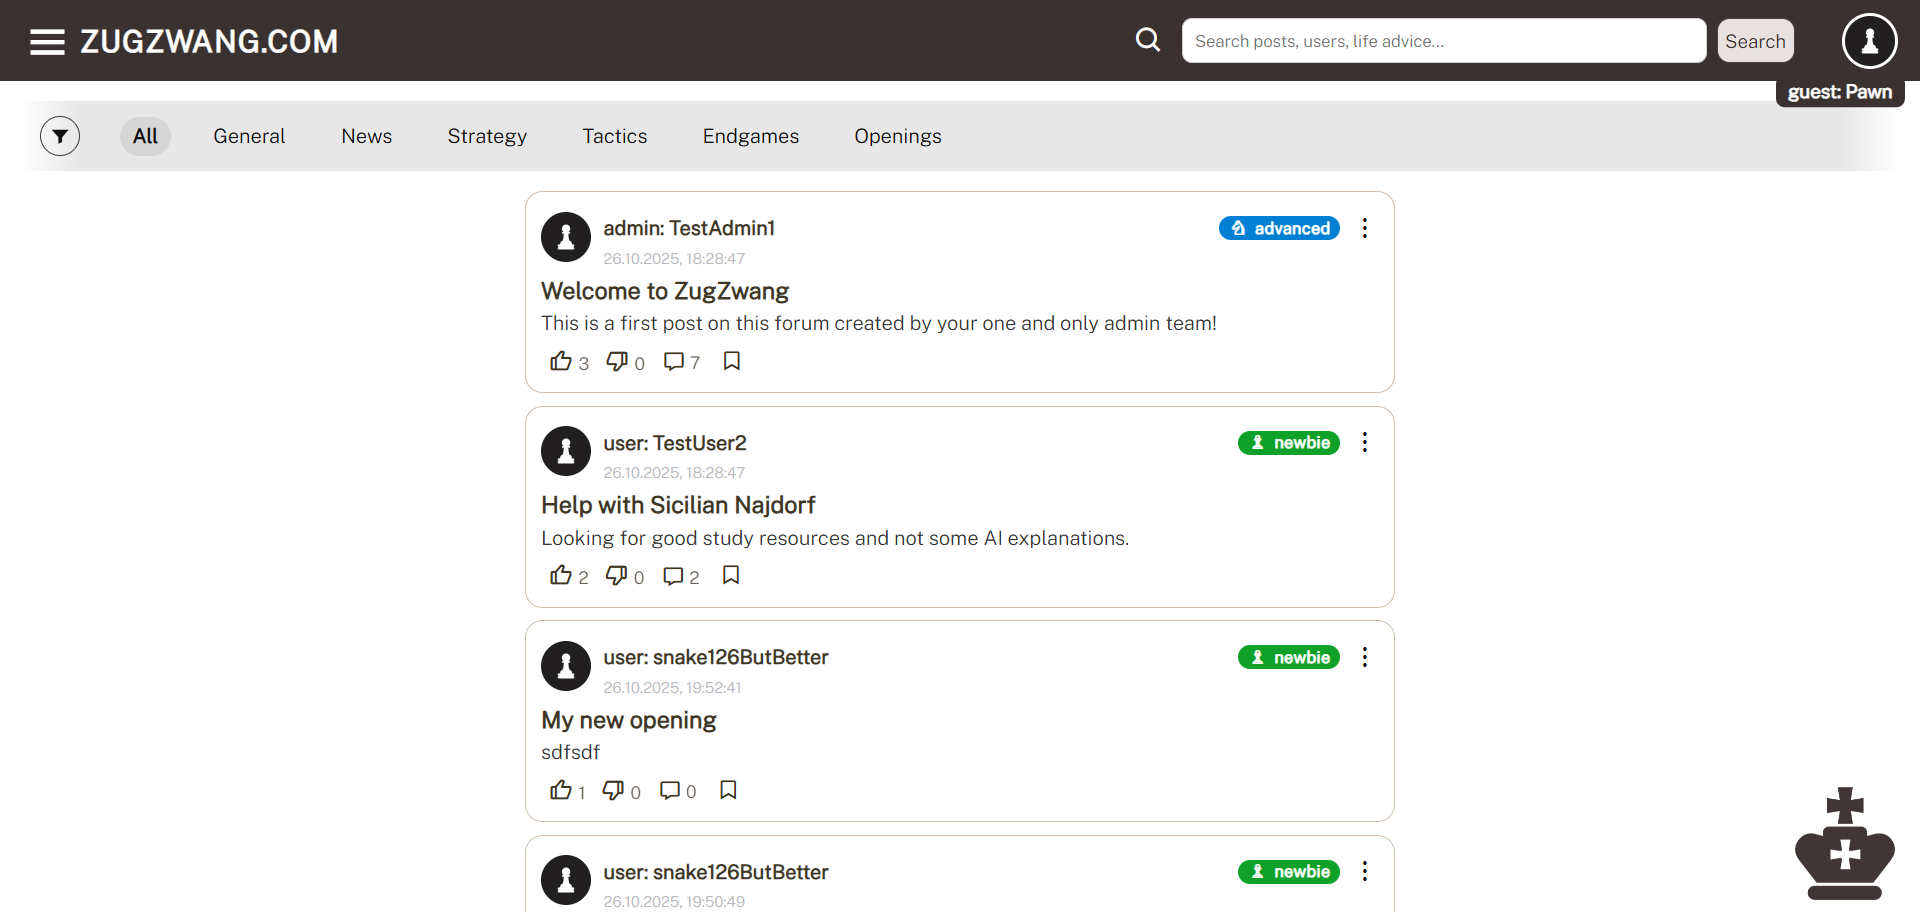 ZUGZWANG.COM
Search posts, users, life advice...
Search
guest: Pawn
All General News Strategy Tactics Endgames Openings
admin: TestAdmin1
advanced
26.10.2025, 18:28:47
Welcome to ZugZwang
This is a first post on this forum created by your one and only admin team!
3 0 7
user: TestUser2
newbie
26.10.2025, 18:28:47
Help with Sicilian Najdorf
Looking for good study resources and not some AI explanations.
2 0 2
user: snake126ButBetter
newbie
26.10.2025, 19:52:41
My new opening
sdfsdf
1 0 0
user: snake126ButBetter
newbie
26.10.2025, 19:50:49